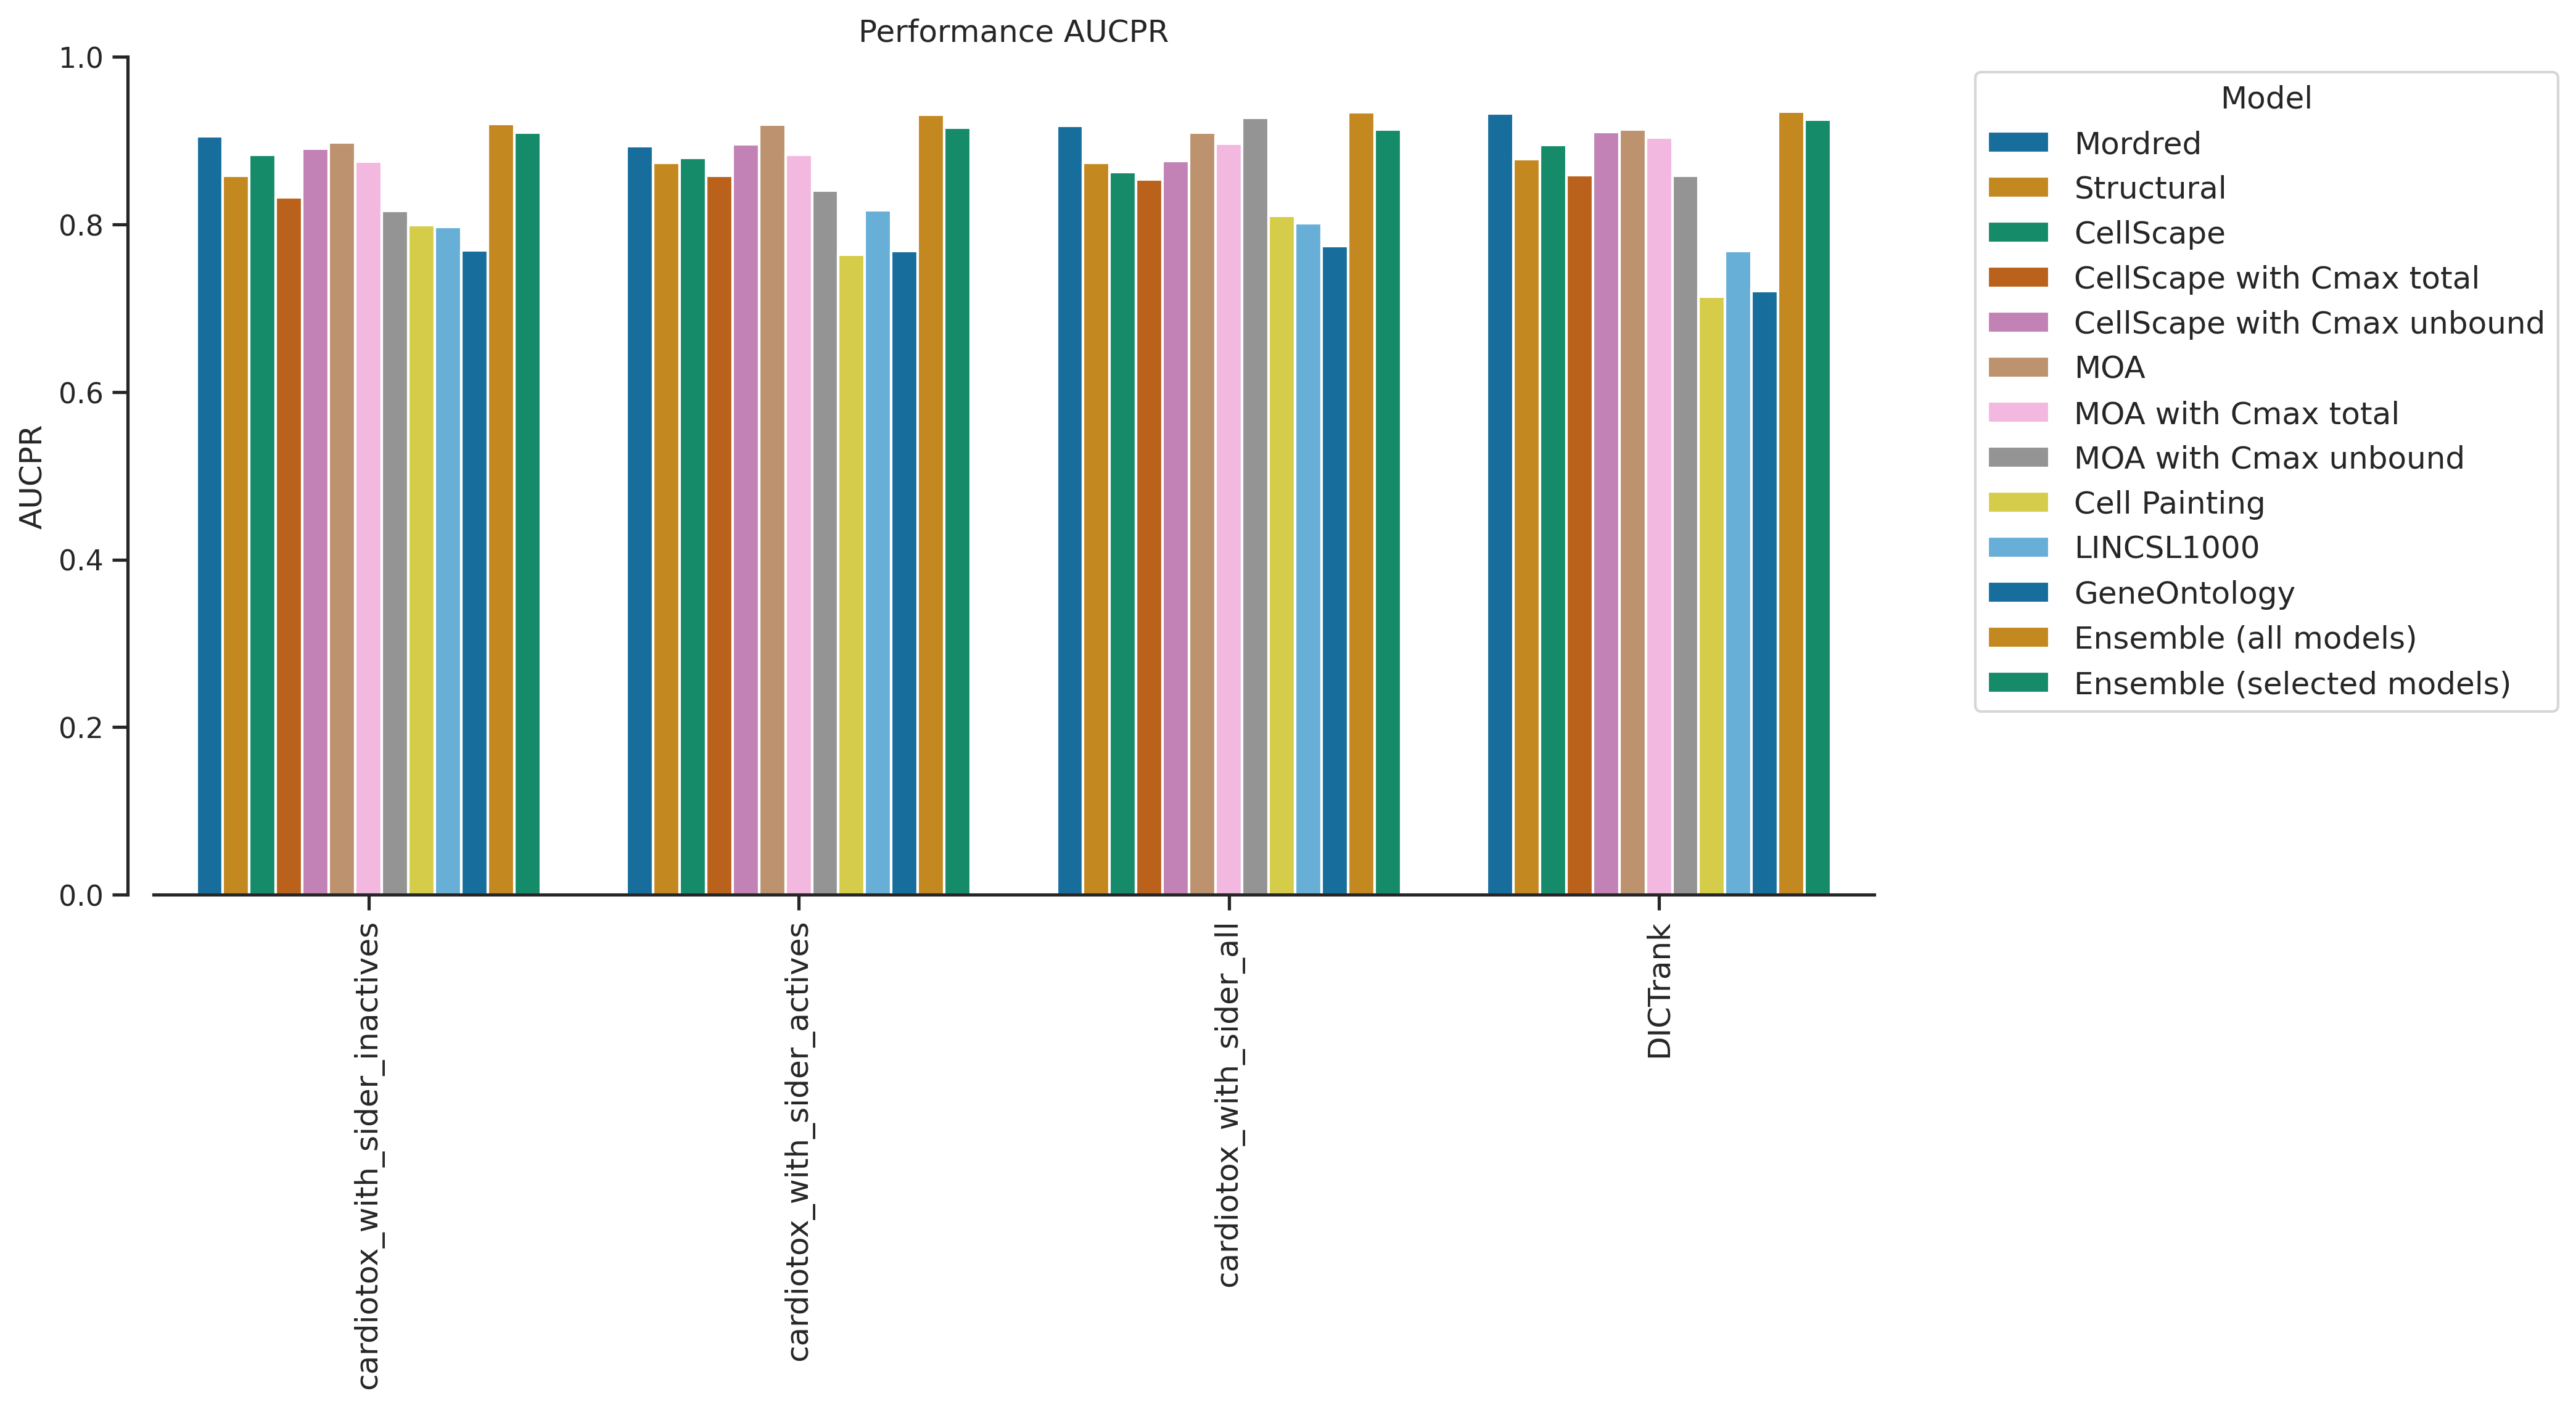 Performance AUCPR
AUCPR
1.0
0.8
0.6
0.4
0.2
0.0
cardiotox_with_sider_inactives
cardiotox_with_sider_actives
cardiotox_with_sider_all
DICTrank
Model
Mordred
Structural
CellScape
CellScape with Cmax total
CellScape with Cmax unbound
MOA
MOA with Cmax total
MOA with Cmax unbound
Cell Painting
LINCSL1000
GeneOntology
Ensemble (all models)
Ensemble (selected models)